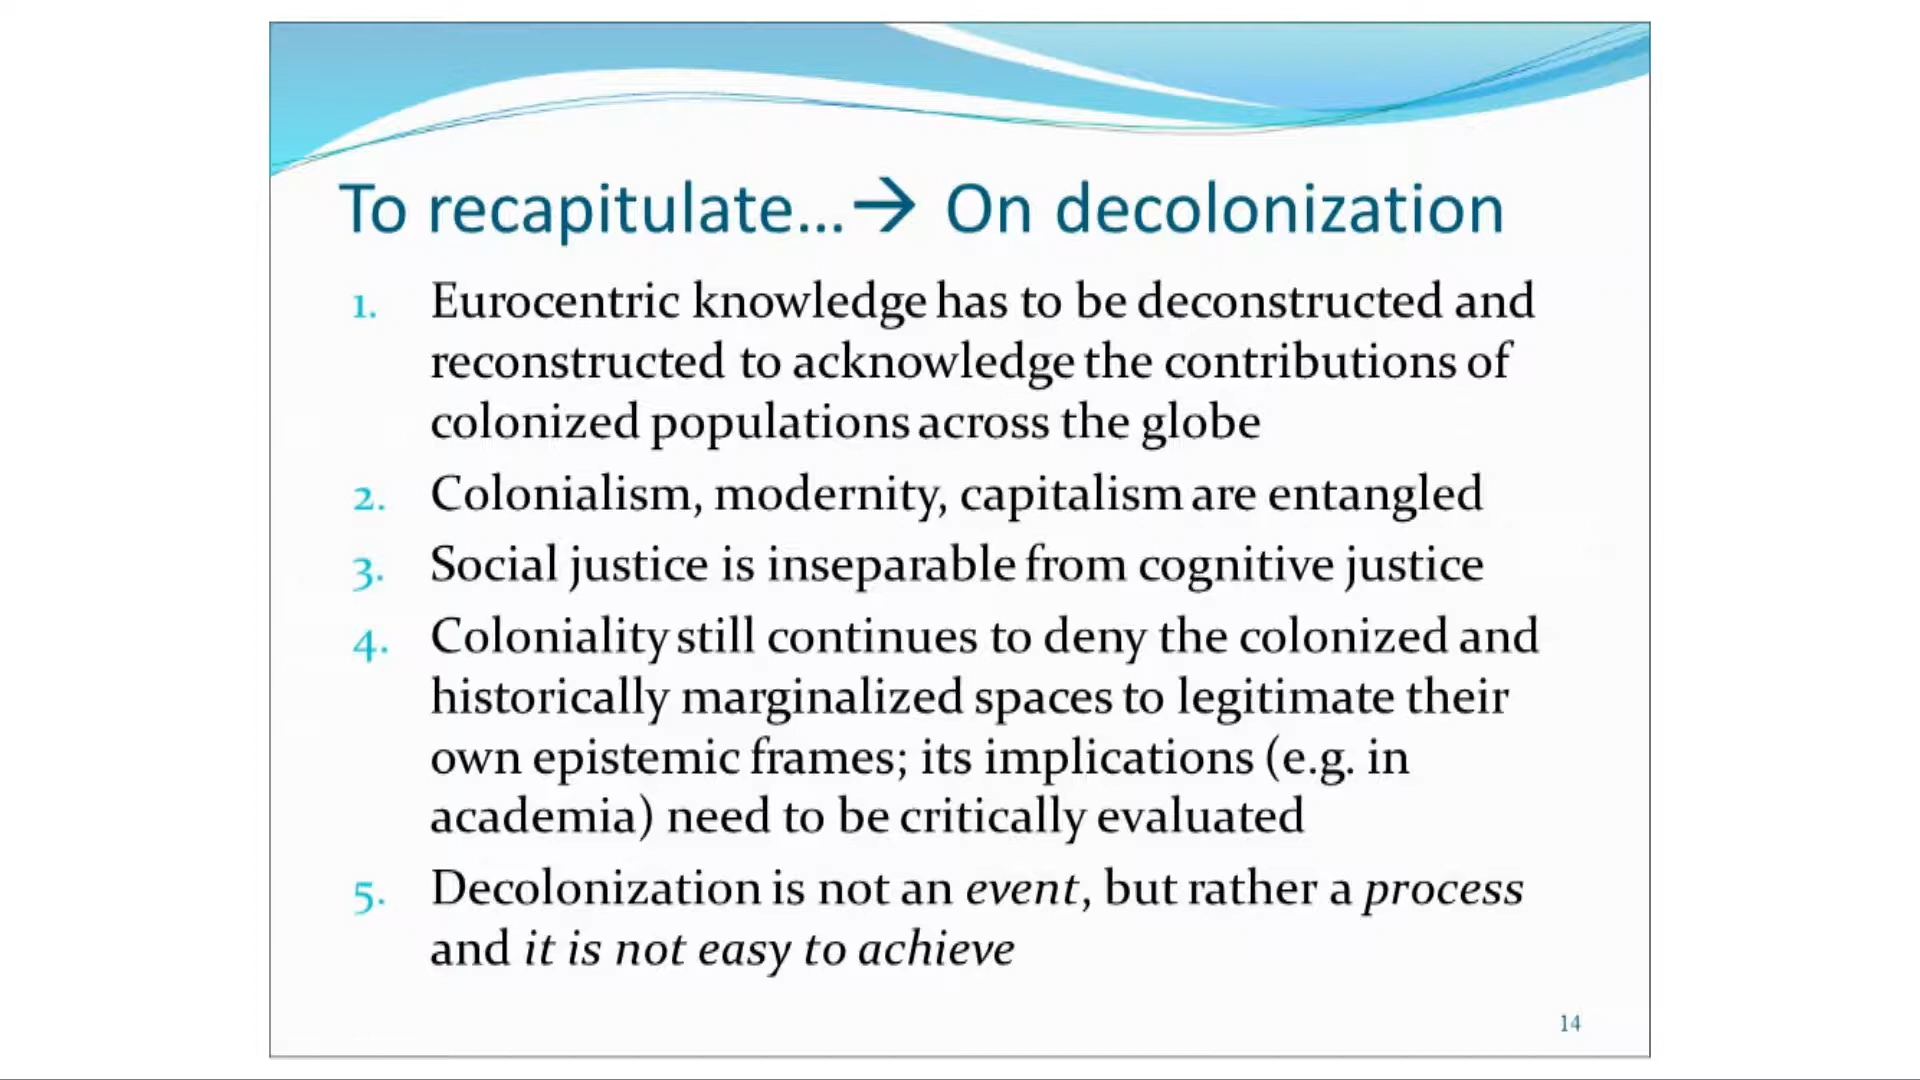 To recapitulate...→ On decolonization
1. Eurocentric knowledge has to be deconstructed and
reconstructed to acknowledge the contributions of
colonized populations across the globe
2. Colonialism, modernity, capitalism are entangled
3. Social justice is inseparable from cognitive justice
4. Coloniality still continues to deny the colonized and
historically marginalized spaces to legitimate their
own epistemic frames; its implications (e.g. in
academia) need to be critically evaluated
5. Decolonization is not an event, but rather a process
and it is not easy to achieve
14